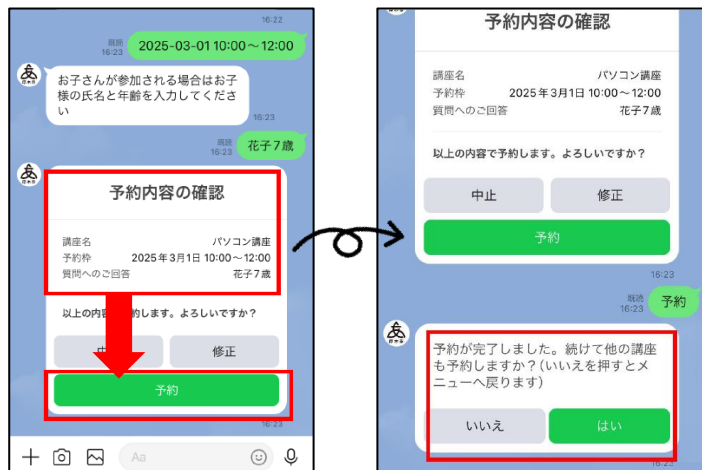 16:22
既読
16:23
2025-03-01 10:00～12:00
お子さんが参加される場合はお子
様の氏名と年齢を入力してくださ
い
16:23
既読
16:23
花子7歳
予約内容の確認
講座名 パソコン講座
予約枠 2025年3月1日 10:00～12:00
質問へのご回答 花子7歳
以上の内容 約します。よろしいですか？
修正
予約
16:23
Aa
予約内容の確認
講座名 パソコン講座
予約枠 2025年3月1日 10:00～12:00
質問へのご回答 花子7歳
以上の内容で予約します。よろしいですか？
中止 修正
予約
16:23
既読
16:23
予約
予約が完了しました。続けて他の講座
も予約しますか？(いいえを押すとメ
ニューへ戻ります)
いいえ はい
16:23